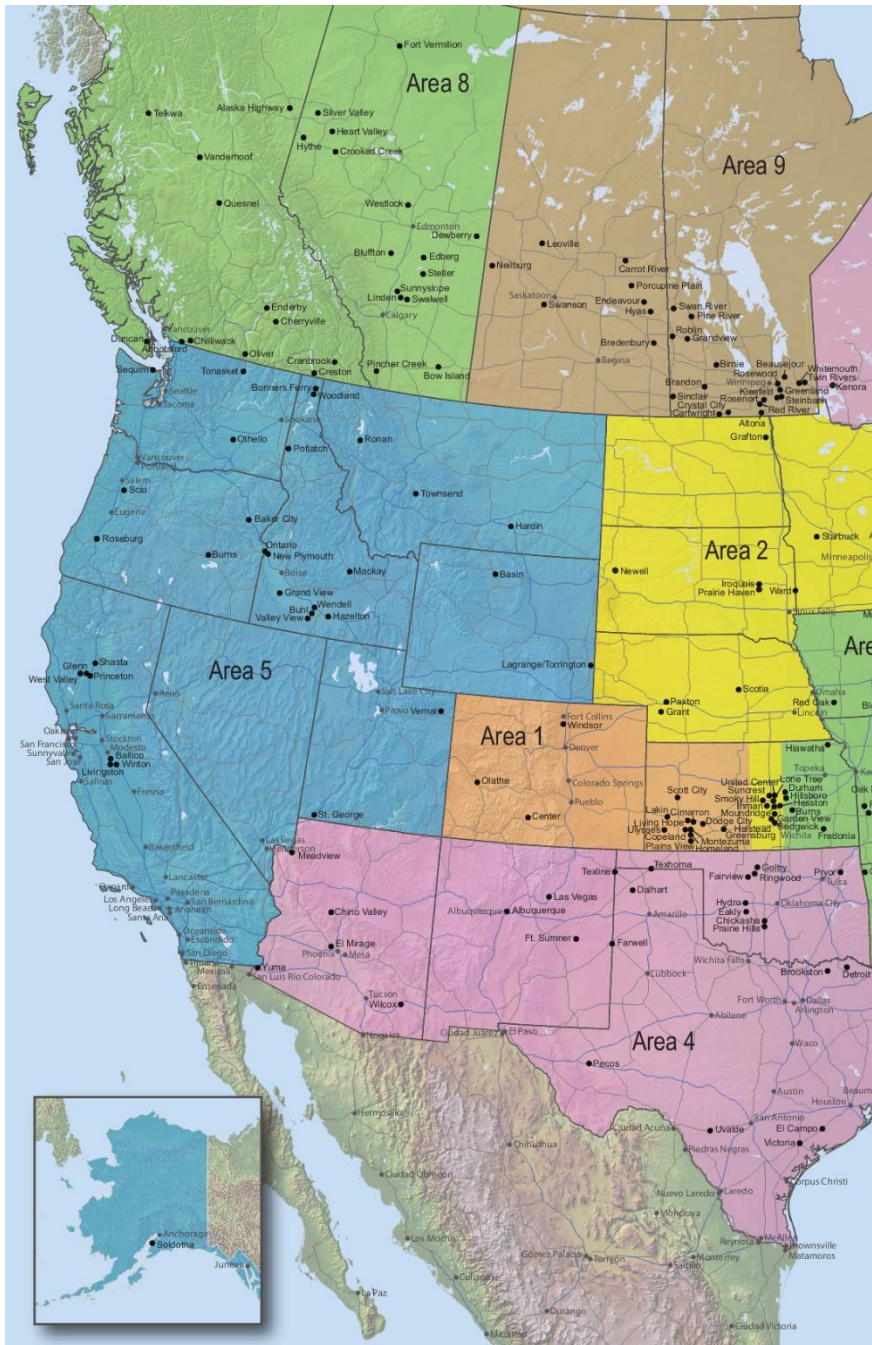 Fort Vermilion
Area 8
Area 9
Telkwa
Alaska Highway
Silver Valley
Heart Valley
Hythe
Crooked Creek
Vanderhoof
Quesnel
Westlock
Edmonton
Dewberry
Bluffton
Edberg
Stetler
Leoville
Neilburg
Carrot River
Porcupine Plain
Sunnyslope
Linden
Swalwell
Calgary
Saskatoon
Swanson
Endeavour
Hyas
Swan River
Pine River
Enderby
Cherryville
Roblin
Grandview
Bredenbury
Regina
Vancouver
Duncan
Abbotsford
Chilliwack
Oliver
Cranbrook
Creston
Pincher Creek
Bow Island
Birnie
Beausejour
Rosewood
Whitemouth
Winnipeg
Twin Rivers
Brandon
Kleefeld
Greenland
Kenora
Sinclair
Rosenort
Steinbach
Crystal City
Red River
Cartwright
Altona
Grafton
Sequim
Tonasket
Bonners Ferry
Woodland
Seattle
Tacoma
Spokane
Othello
Ronan
Potlatch
Vancouver
Portland
Salem
Scio
Townsend
Eugene
Baker City
Hardin
Roseburg
Burns
Ontario
New Plymouth
Boise
Mackay
Basin
Area 2
Starbuck
Minneapolis
Newell
Iroquois
Prairie Haven
Ward
Sioux Falls
Grand View
Wendell
Buhl
Valley View
Hazelton
Lagrange/Torrington
Glenn
Shasta
West Valley
Princeton
Area 5
Reno
Salt Lake City
Provo
Vernal
Scotia
Paxton
Grant
Omaha
Red Oak
Lincoln
Santa Rosa
Sacramento
Stockton
San Francisco
Modesto
Sunnyvale
Ballico
San Jose
Winton
Livingston
Salinas
Fresno
Area 1
Fort Collins
Windsor
Denver
Olathe
Colorado Springs
Pueblo
Center
Hiawatha
Topeka
Scott City
United Center
Lone Tree
Suncrest
Durham
Smoky Hill
Hillsboro
Inman
Hesston
Lakin
Cimarron
Moundridge
Burns
Living Hope
Dodge City
Garden View
Ulysses
Halstead
Sedgwick
Copeland
Greensburg
Wichita
Fredonia
Plains View
Montezuma
Homeland
St. George
Las Vegas
Henderson
Meadview
Bakersfield
Lancaster
Oxnard
Pasadena
San Bernardino
Los Angeles
Long Beach
Anaheim
Santa Ana
Oceanside
Escondido
San Diego
Tijuana
Mexicali
Ensenada
Yuma
San Luis Río Colorado
Chino Valley
El Mirage
Phoenix
Mesa
Tucson
Wilcox
Nogales
Texline
Texhoma
Dalhart
Goltry
Fairview
Ringwood
Pryor
Tulsa
Las Vegas
Albuquerque
Albuquerque
Amarillo
Hydro
Eakly
Oklahoma City
Chickasha
Prairie Hills
Ft. Sumner
Farwell
Wichita Falls
Lubbock
Brookston
Detroit
Fort Worth
Dallas
Arlington
Abilene
Ciudad Juarez
El Paso
Area 4
Waco
Pecos
Austin
Houston
San Antonio
Uvalde
El Campo
Victoria
Ciudad Acuña
Piedras Negras
Hermosillo
Chihuahua
Ciudad Obregon
Nuevo Laredo
Laredo
Corpus Christi
Monclova
Los Mochis
Gomez Palacio
Torreon
Reynosa
McAllen
Brownsville
Matamoros
Monterrey
Saltillo
Culiacan
La Paz
Durango
Ciudad Victoria
Mazatlan
Anchorage
Soldotna
Juneau